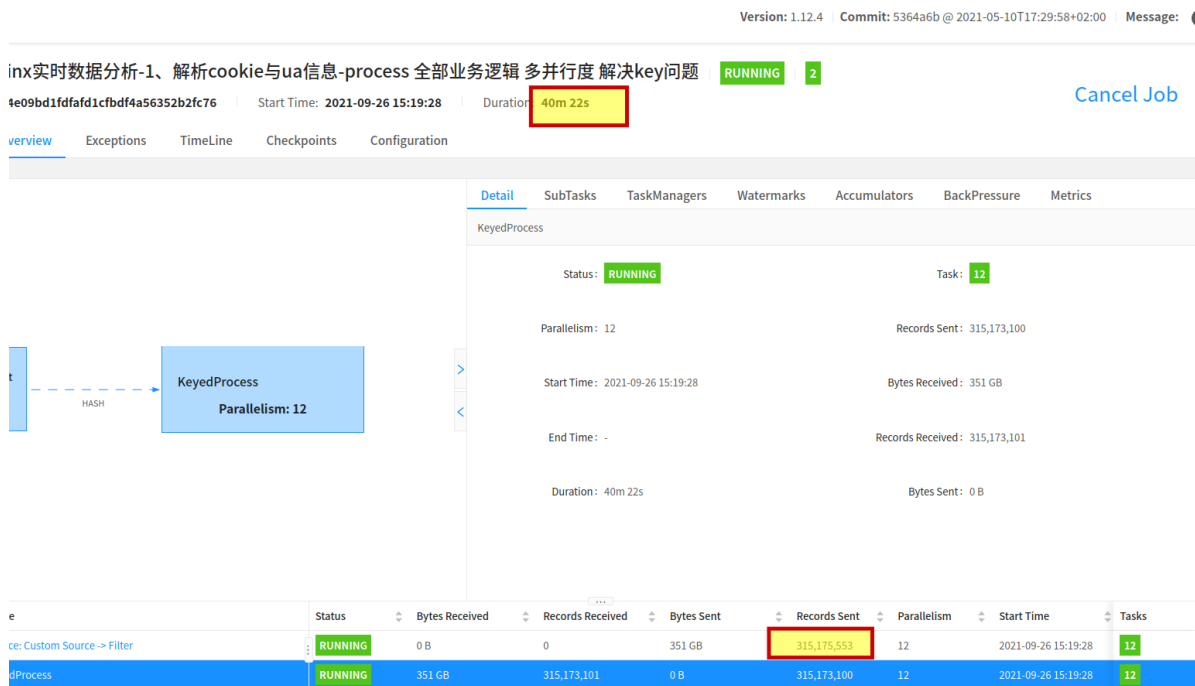 Version: 1.12.4 Commit: 5364a6b @ 2021-05-10T17:29:58+02:00 Message:
inx实时数据分析-1、解析cookie与ua信息-process 全部业务逻辑 多并行度 解决key问题 RUNNING 2
4e09bd1fdfafd1cfbdf4a56352b2fc76 Start Time: 2021-09-26 15:19:28 Duration 40m 22s
Cancel Job
verview Exceptions TimeLine Checkpoints Configuration
Detail SubTasks TaskManagers Watermarks Accumulators BackPressure Metrics
KeyedProcess
Status: RUNNING Task: 12
Parallelism: 12 Records Sent: 315,173,100
Start Time: 2021-09-26 15:19:28 Bytes Received: 351 GB
End Time: - Records Received: 315,173,101
Duration: 40m 22s Bytes Sent: 0 B
t
HASH
KeyedProcess
Parallelism: 12
e Status Bytes Received Records Received Bytes Sent Records Sent Parallelism Start Time Tasks
ce: Custom Source -> Filter RUNNING 0 B 0 351 GB 315,175,553 12 2021-09-26 15:19:28 12
dProcess RUNNING 351 GB 315,173,101 0 B 315,173,100 12 2021-09-26 15:19:28 12